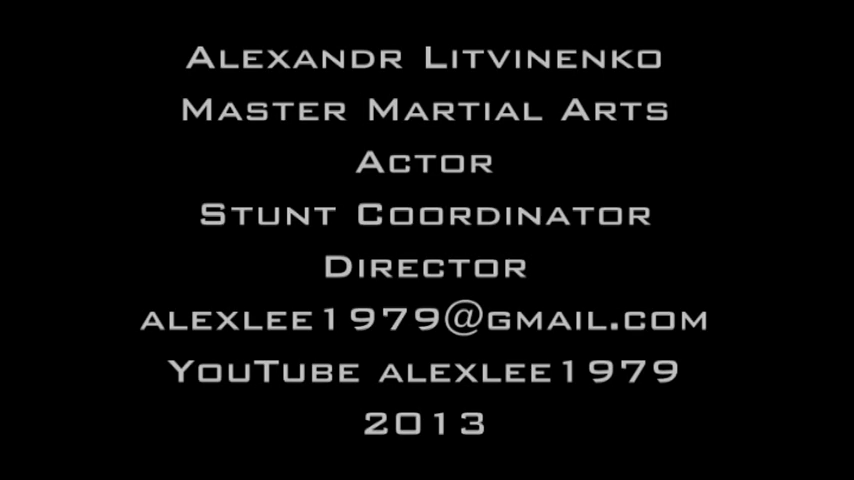 Alexandr Litvinenko
Master Martial Arts
Actor
Stunt Coordinator
Director
alexlee1979@gmail.com
YouTube alexlee1979
2013